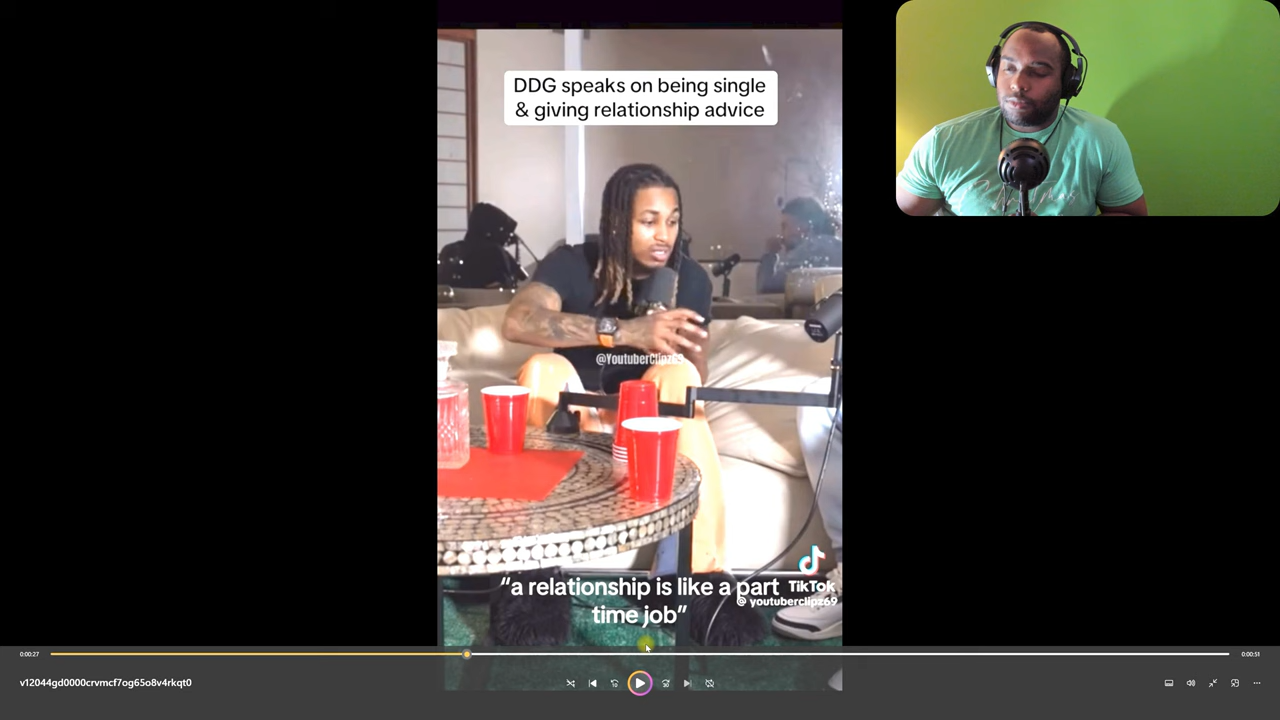 DDG speaks on being single
& giving relationship advice
@YoutuberClipz69
“a relationship is like a part
time job”
TikTok
@ youtuberclipz69
0:00:27
0:00:51
v12044gd0000crvmcf7og65o8v4rkqt0